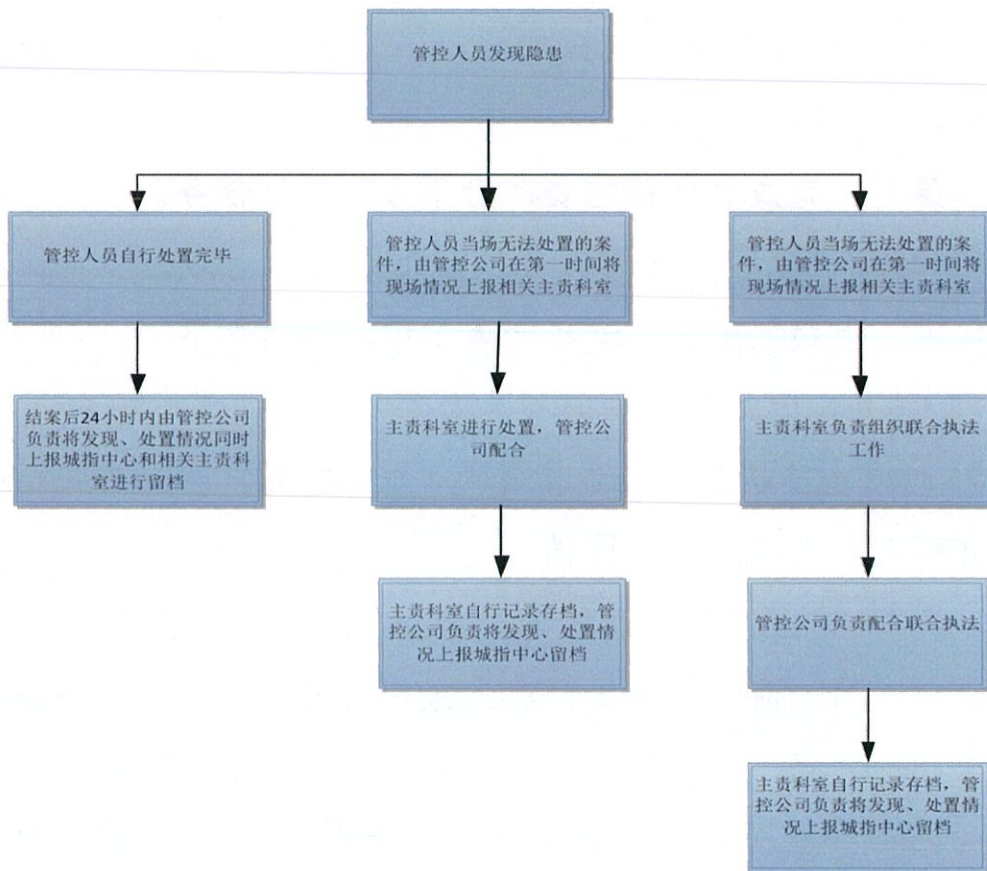 管控人员发现隐患
管控人员自行处置完毕
管控人员当场无法处置的案
件，由管控公司在第一时间将
现场情况上报相关主责科室
管控人员当场无法处置的案
件，由管控公司在第一时间将
现场情况上报相关主责科室
结案后24小时内由管控公司
负责将发现、处置情况同时
上报城指中心和相关主责科
室进行留档
主责科室进行处置，管控公
司配合
主责科室负责组织联合执法
工作
主责科室自行记录存档，管
控公司负责将发现、处置情
况上报城指中心留档
管控公司负责配合联合执法
主责科室自行记录存档，管
控公司负责将发现、处置情
况上报城指中心留档